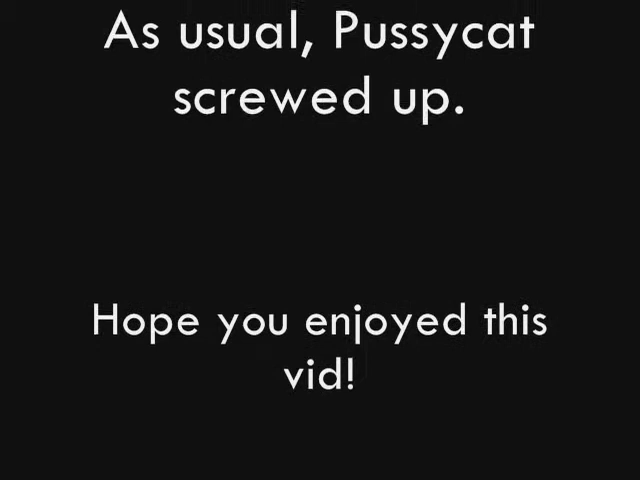 As usual, Pussycat
screwed up.
Hope you enjoyed this
vid!